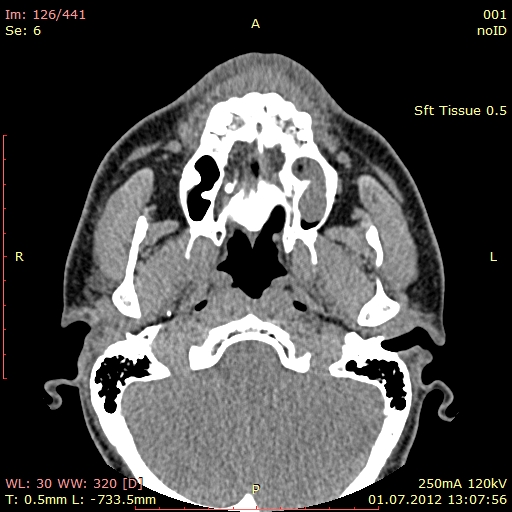 Im: 126/441
Se: 6
A
001
noID
Sft Tissue 0.5
R
L
WL: 30 WW: 320 [D]
T: 0.5mm L: -733.5mm
P
250mA 120kV
01.07.2012 13:07:56